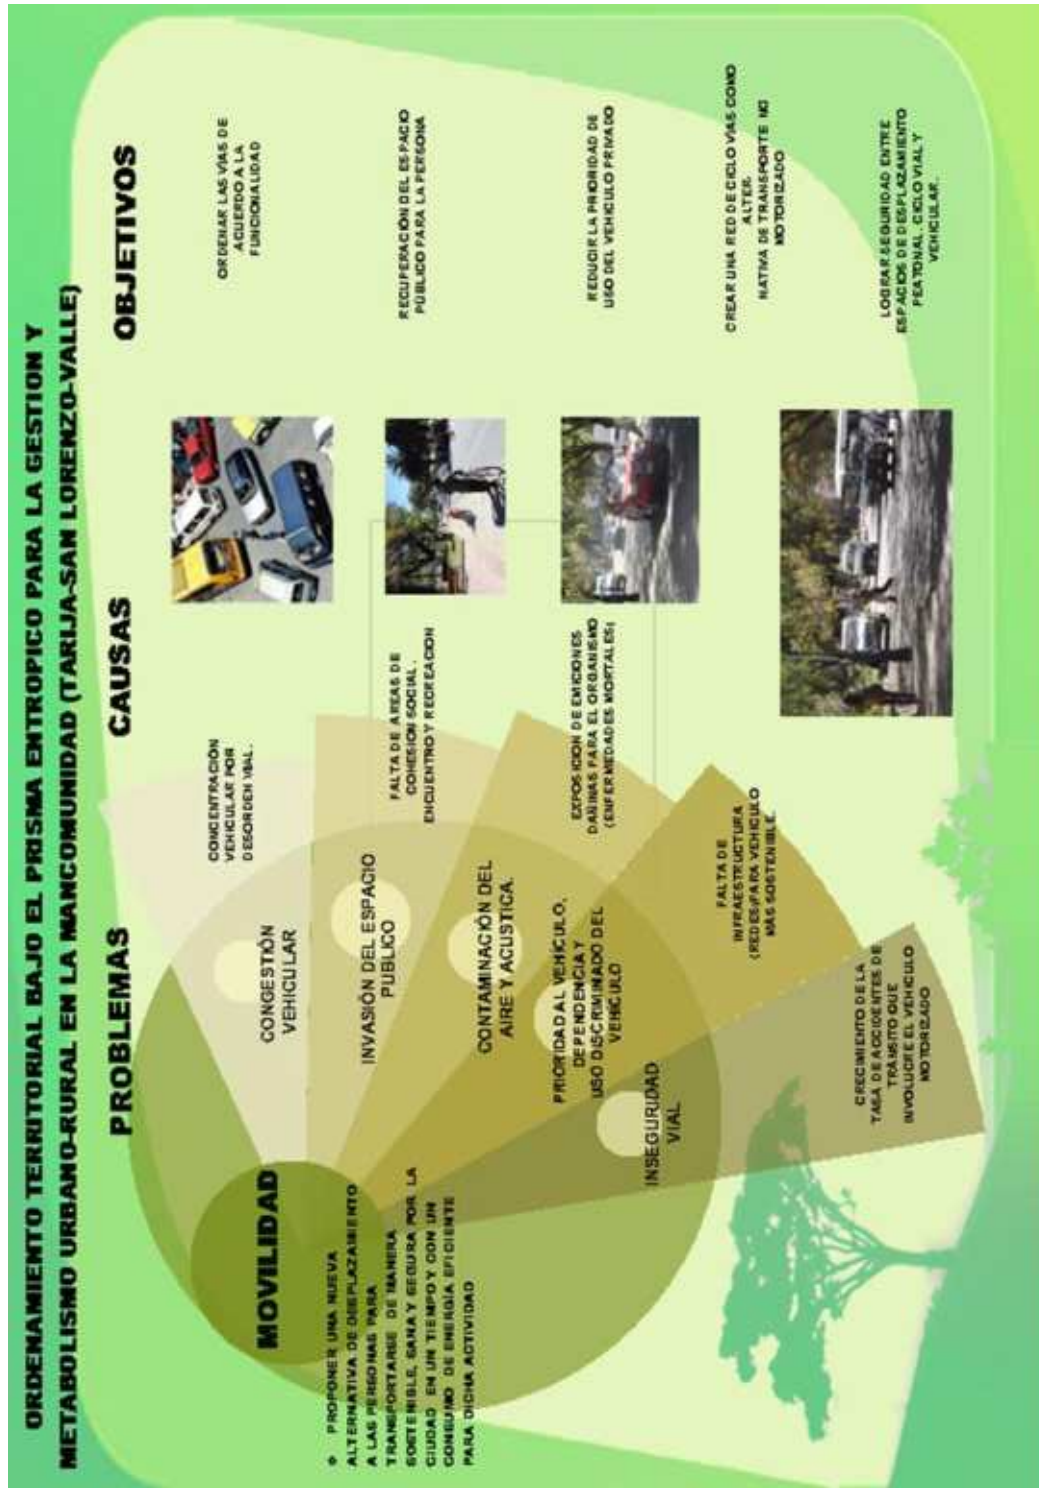 ORDENAMIENTO TERRITORIAL BAJO EL PRISMA ENTROPICO PARA LA GESTION Y
METABOLISMO URBANO-RURAL EN LA MANCOMUNIDAD (TARIJA-SAN LORENZO-VALLE)
PROBLEMAS
CAUSAS
OBJETIVOS
MOVILIDAD
PROPONER UNA NUEVA
ALTERNATIVA DE DESPLAZAMIENTO
A LAS PERSONAS PARA
TRANSPORTARSE DE MANERA
SOSTENIBLE, SANA Y SEGURA POR LA
CIUDAD EN UN TIEMPO Y CON UN
CONSUMO DE ENERGÍA EFICIENTE
PARA DICHA ACTIVIDAD
CONGESTIÓN
VEHICULAR
CONCENTRACIÓN
VEHICULAR POR
DESORDEN VIAL.
ORDENAR LAS VÍAS DE
ACUERDO A LA
FUNCIONALIDAD
INVASIÓN DEL ESPACIO
PUBLICO
FALTA DE AREAS DE
COHESION SOCIAL,
ENCUENTRO Y RECREACION
RECUPERACIÓN DEL ESPACIO
PÚBLICO PARA LA PERSONA
CONTAMINACIÓN DEL
AIRE Y ACUSTICA.
EXPOSICION DE EMICIONES
DAÑINAS PARA EL ORGANISMO
(ENFERMEDADES MORTALES)
REDUCIR LA PRIORIDAD DE
USO DEL VEHICULO PRIVADO
PRIORIDAD AL VEHÍCULO,
DEPENDENCIA Y
USO DISCRIMINADO DEL
VEHÍCULO
FALTA DE
INFRAESTRUCTURA
(REDES)PARA VEHÍCULO
MAS SOSTENIBLE.
CREAR UNA RED DE CICLO VIAS COMO
ALTER.
NATIVA DE TRANSPORTE NO
MOTORIZADO
INSEGURIDAD
VIAL
CRECIMIENTO DE LA
TASA DE ACCIDENTES DE
TRÁNSITO QUE
INVOLUCRE EL VEHICULO
MOTORIZADO
LOGRAR SEGURIDAD ENTRE
ESPACIOS DE DESPLAZAMIENTO
PEATONAL, CICLO VIAL Y
VEHICULAR.